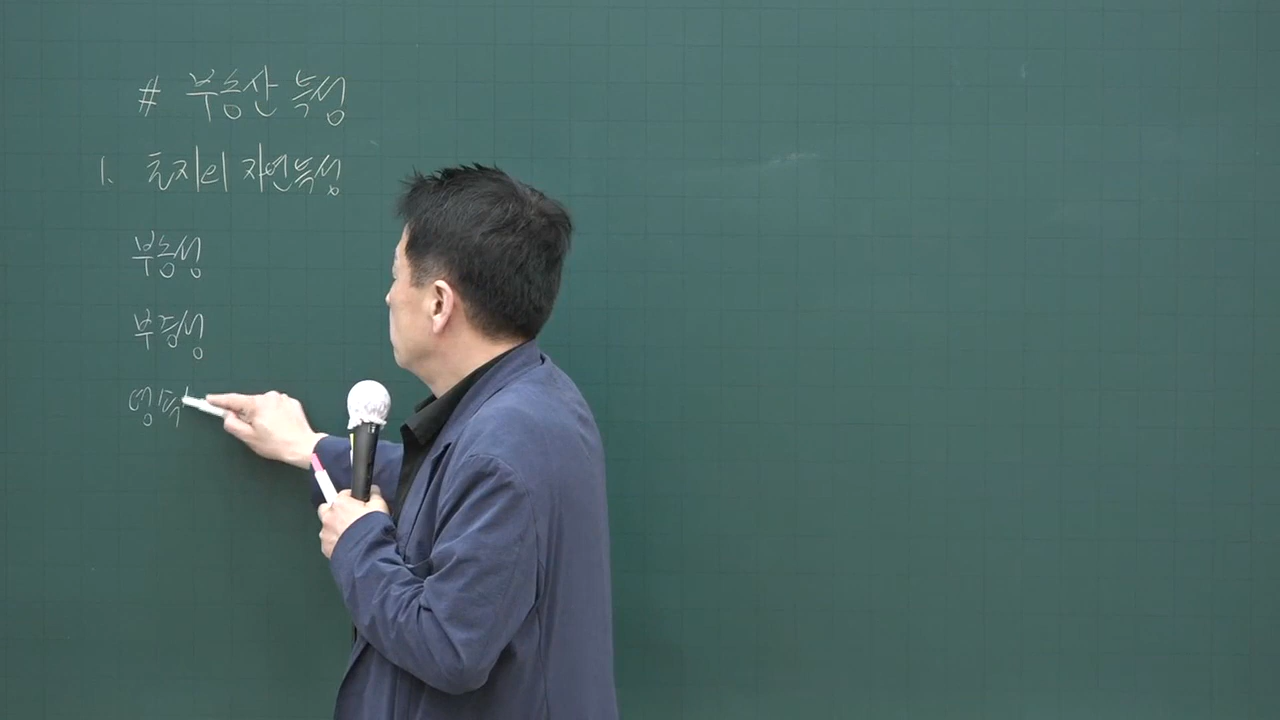 # 부동산 특성
1. 토지의 자연특성
부동성
부증성
영속